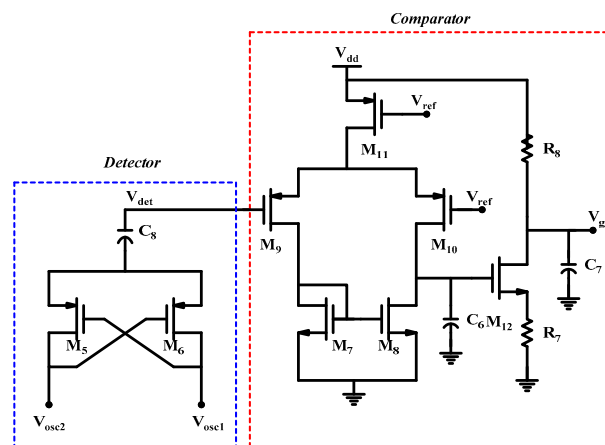 Comparator
Vdd
Vref
M11
R8
Detector
Vdet
Vref
Vg
C8
M9
M10
C7
M5
M6
M7
M8
C6
M12
R7
Vosc2
Vosc1